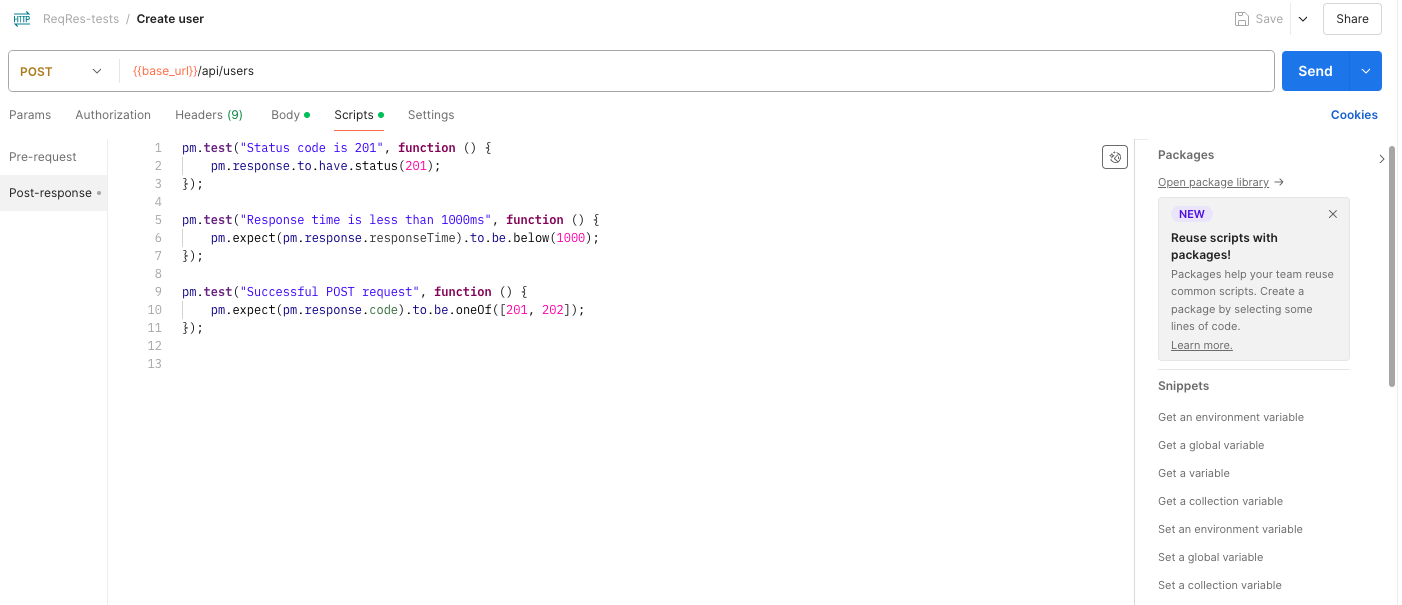 HTTP ReqRes-tests / Create user Save Share
POST {{base_url}}/api/users Send
Params Authorization Headers (9) Body Scripts Settings Cookies
Pre-request
Post-response
1 pm.test("Status code is 201", function () {
2 pm.response.to.have.status(201);
3 });
4
5 pm.test("Response time is less than 1000ms", function () {
6 pm.expect(pm.response.responseTime).to.be.below(1000);
7 });
8
9 pm.test("Successful POST request", function () {
10 pm.expect(pm.response.code).to.be.oneOf([201, 202]);
11 });
12
13
Packages
Open package library →
NEW
Reuse scripts with
packages!
Packages help your team reuse
common scripts. Create a
package by selecting some
lines of code.
Learn more.
Snippets
Get an environment variable
Get a global variable
Get a variable
Get a collection variable
Set an environment variable
Set a global variable
Set a collection variable